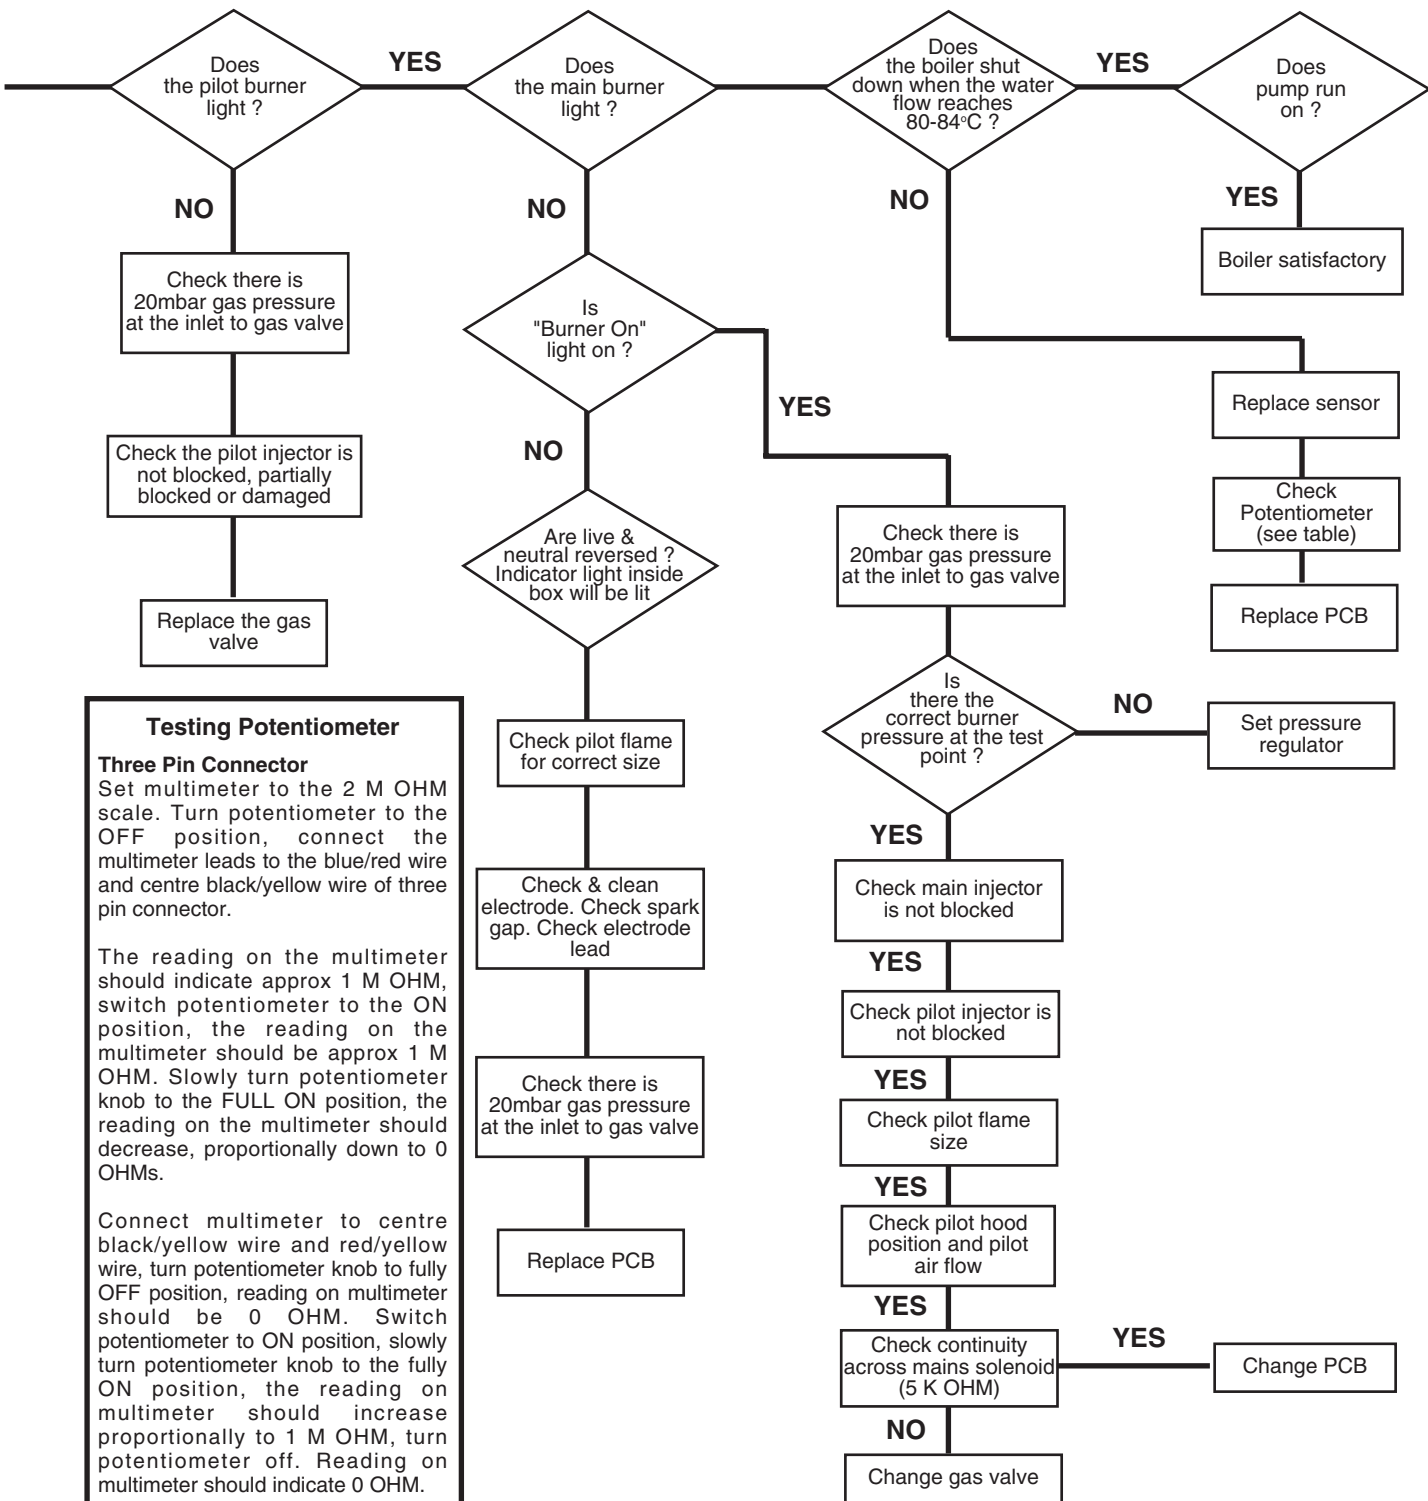 Does
the pilot burner
light ?
YES
Does
the main burner
light ?
Does
the boiler shut
down when the water
flow reaches
80-84°C ?
YES
Does
pump run
on ?
NO
NO
NO
YES
Check there is
20mbar gas pressure
at the inlet to gas valve
Is
"Burner On"
light on ?
Boiler satisfactory
YES
Replace sensor
Check the pilot injector is
not blocked, partially
blocked or damaged
NO
Check
Potentiometer
(see table)
Are live &
neutral reversed ?
Indicator light inside
box will be lit
Check there is
20mbar gas pressure
at the inlet to gas valve
Replace the gas
valve
Replace PCB
Is
there the
correct burner
pressure at the test
point ?
NO
Set pressure
regulator
Check pilot flame
for correct size
YES
Check main injector
is not blocked
Check & clean
electrode. Check spark
gap. Check electrode
lead
YES
Check pilot injector is
not blocked
YES
Check there is
20mbar gas pressure
at the inlet to gas valve
Check pilot flame
size
YES
Check pilot hood
position and pilot
air flow
Replace PCB
YES
Check continuity
across mains solenoid
(5 K OHM)
YES
Change PCB
NO
Change gas valve
Testing Potentiometer
Three Pin Connector
Set multimeter to the 2 M OHM
scale. Turn potentiometer to the
OFF position, connect the
multimeter leads to the blue/red wire
and centre black/yellow wire of three
pin connector.
The reading on the multimeter
should indicate approx 1 M OHM,
switch potentiometer to the ON
position, the reading on the
multimeter should be approx 1 M
OHM. Slowly turn potentiometer
knob to the FULL ON position, the
reading on the multimeter should
decrease, proportionally down to 0
OHMs.
Connect multimeter to centre
black/yellow wire and red/yellow
wire, turn potentiometer knob to fully
OFF position, reading on multimeter
should be 0 OHM. Switch
potentiometer to ON position, slowly
turn potentiometer knob to the fully
ON position, the reading on
multimeter should increase
proportionally to 1 M OHM, turn
potentiometer off. Reading on
multimeter should indicate 0 OHM.